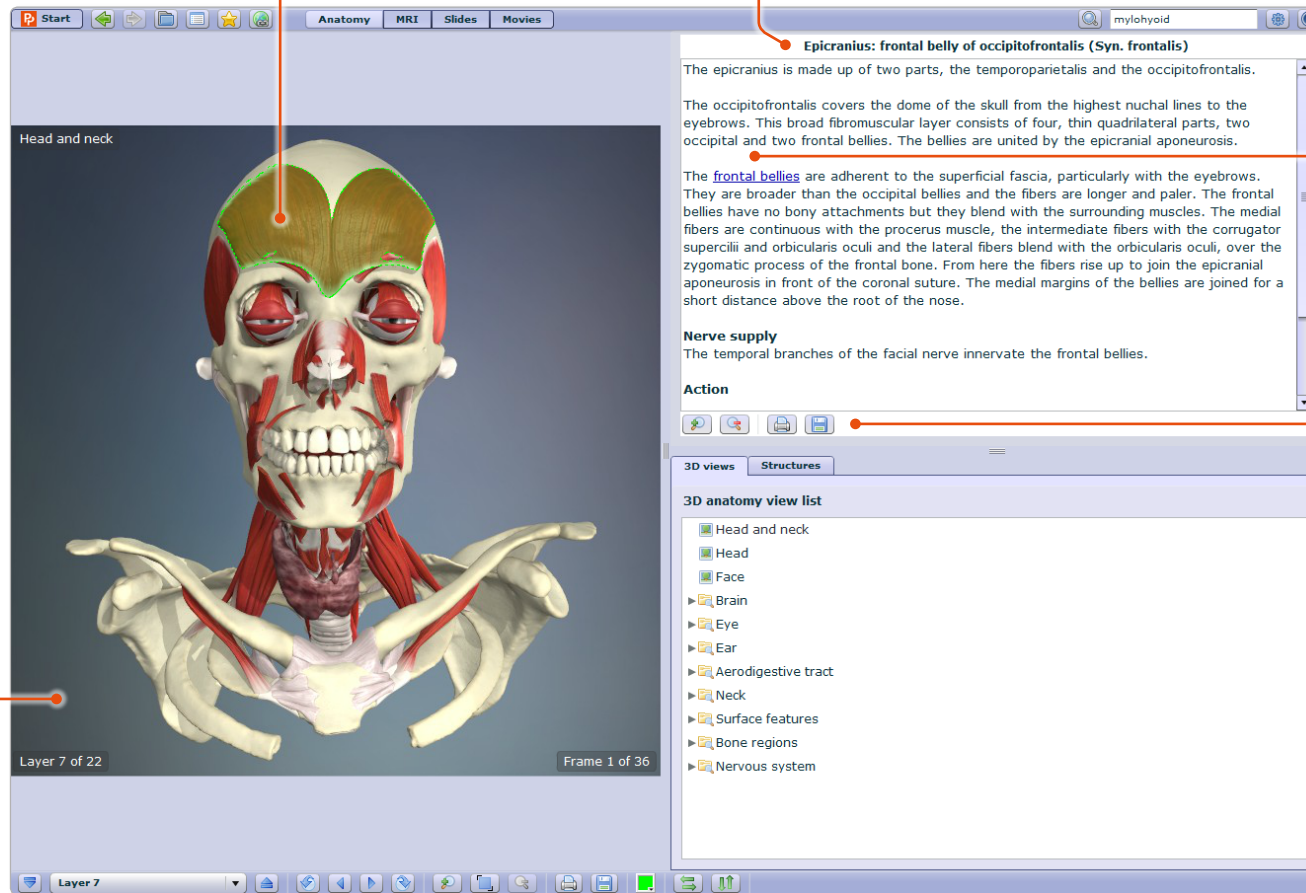 Start
Anatomy MRI Slides Movies
mylohyoid
Head and neck
Layer 7 of 22
Frame 1 of 36
Epicranius: frontal belly of occipitofrontalis (Syn. frontalis)
The epicranius is made up of two parts, the temporoparietalis and the occipitofrontalis.
The occipitofrontalis covers the dome of the skull from the highest nuchal lines to the
eyebrows. This broad fibromuscular layer consists of four, thin quadrilateral parts, two
occipital and two frontal bellies. The bellies are united by the epicranial aponeurosis.
The frontal bellies are adherent to the superficial fascia, particularly with the eyebrows.
They are broader than the occipital bellies and the fibers are longer and paler. The frontal
bellies have no bony attachments but they blend with the surrounding muscles. The medial
fibers are continuous with the procerus muscle, the intermediate fibers with the corrugator
supercilii and orbicularis oculi and the lateral fibers blend with the orbicularis oculi, over the
zygomatic process of the frontal bone. From here the fibers rise up to join the epicranial
aponeurosis in front of the coronal suture. The medial margins of the bellies are joined for a
short distance above the root of the nose.
Nerve supply
The temporal branches of the facial nerve innervate the frontal bellies.
Action
3D views Structures
3D anatomy view list
Head and neck
Head
Face
Brain
Eye
Ear
Aerodigestive tract
Neck
Surface features
Bone regions
Nervous system
Layer 7